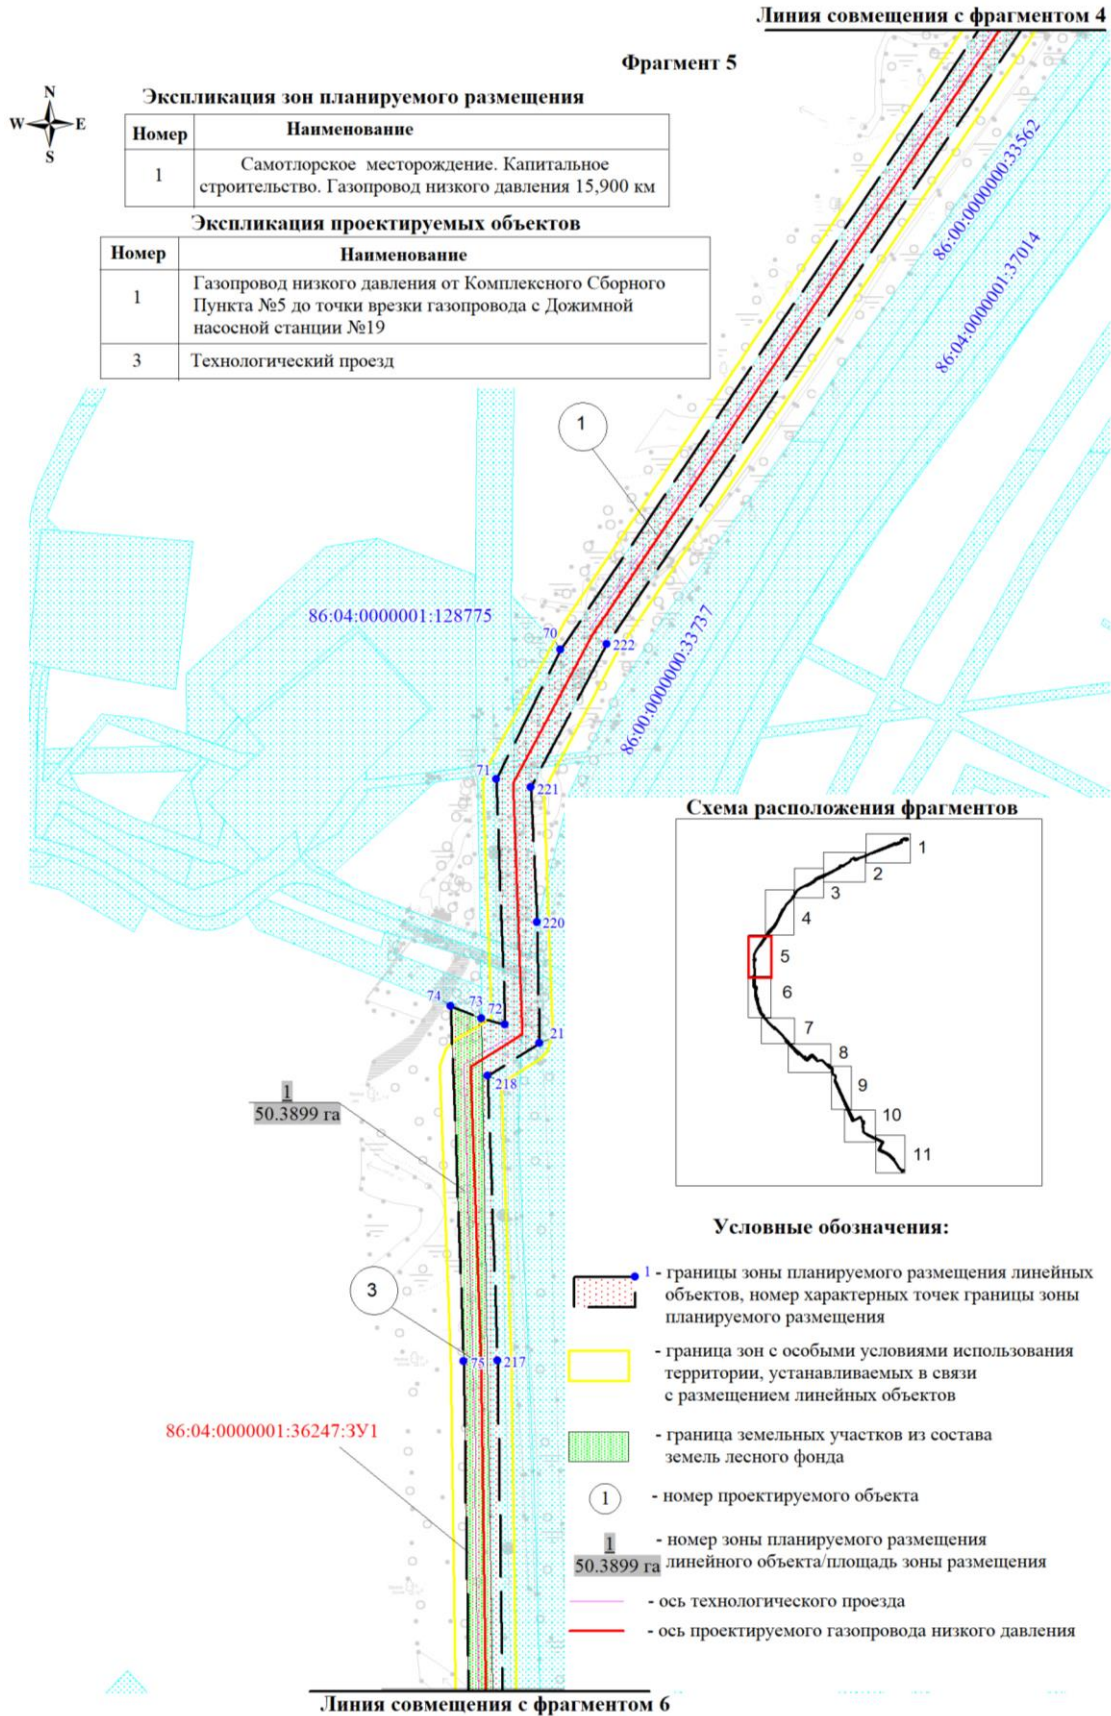 Линия совмещения с фрагментом 4
Фрагмент 5
N
W E
S
Экспликация зон планируемого размещения
Номер Наименование
1 Самотлорское месторождение. Капитальное
строительство. Газопровод низкого давления 15,900 км
Экспликация проектируемых объектов
Номер Наименование
1 Газопровод низкого давления от Комплексного Сборного
Пункта №5 до точки врезки газопровода с Дожимной
насосной станции №19
3 Технологический проезд
86:00:0000000:33562
86:04:0000001:37014
1
86:04:0000001:128775
70
222
86:00:0000000:33737
71
221
220
74
73
72
21
218
1
50.3899 га
3
75
217
86:04:0000001:36247:ЗУ1
Схема расположения фрагментов
1
2
3
4
5
6
7
8
9
10
11
Условные обозначения:
1 - границы зоны планируемого размещения линейных
объектов, номер характерных точек границы зоны
планируемого размещения
- граница зон с особыми условиями использования
территории, устанавливаемых в связи
с размещением линейных объектов
- граница земельных участков из состава
земель лесного фонда
1 - номер проектируемого объекта
1 - номер зоны планируемого размещения
50.3899 га линейного объекта/площадь зоны размещения
- ось технологического проезда
- ось проектируемого газопровода низкого давления
Линия совмещения с фрагментом 6